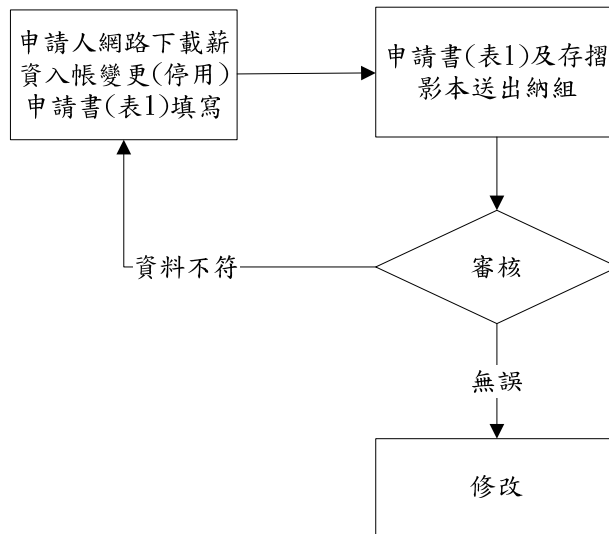 申請人網路下載薪
資入帳變更(停用)
申請書(表1)填寫
申請書(表1)及存摺
影本送出納組
審核
資料不符
無誤
修改